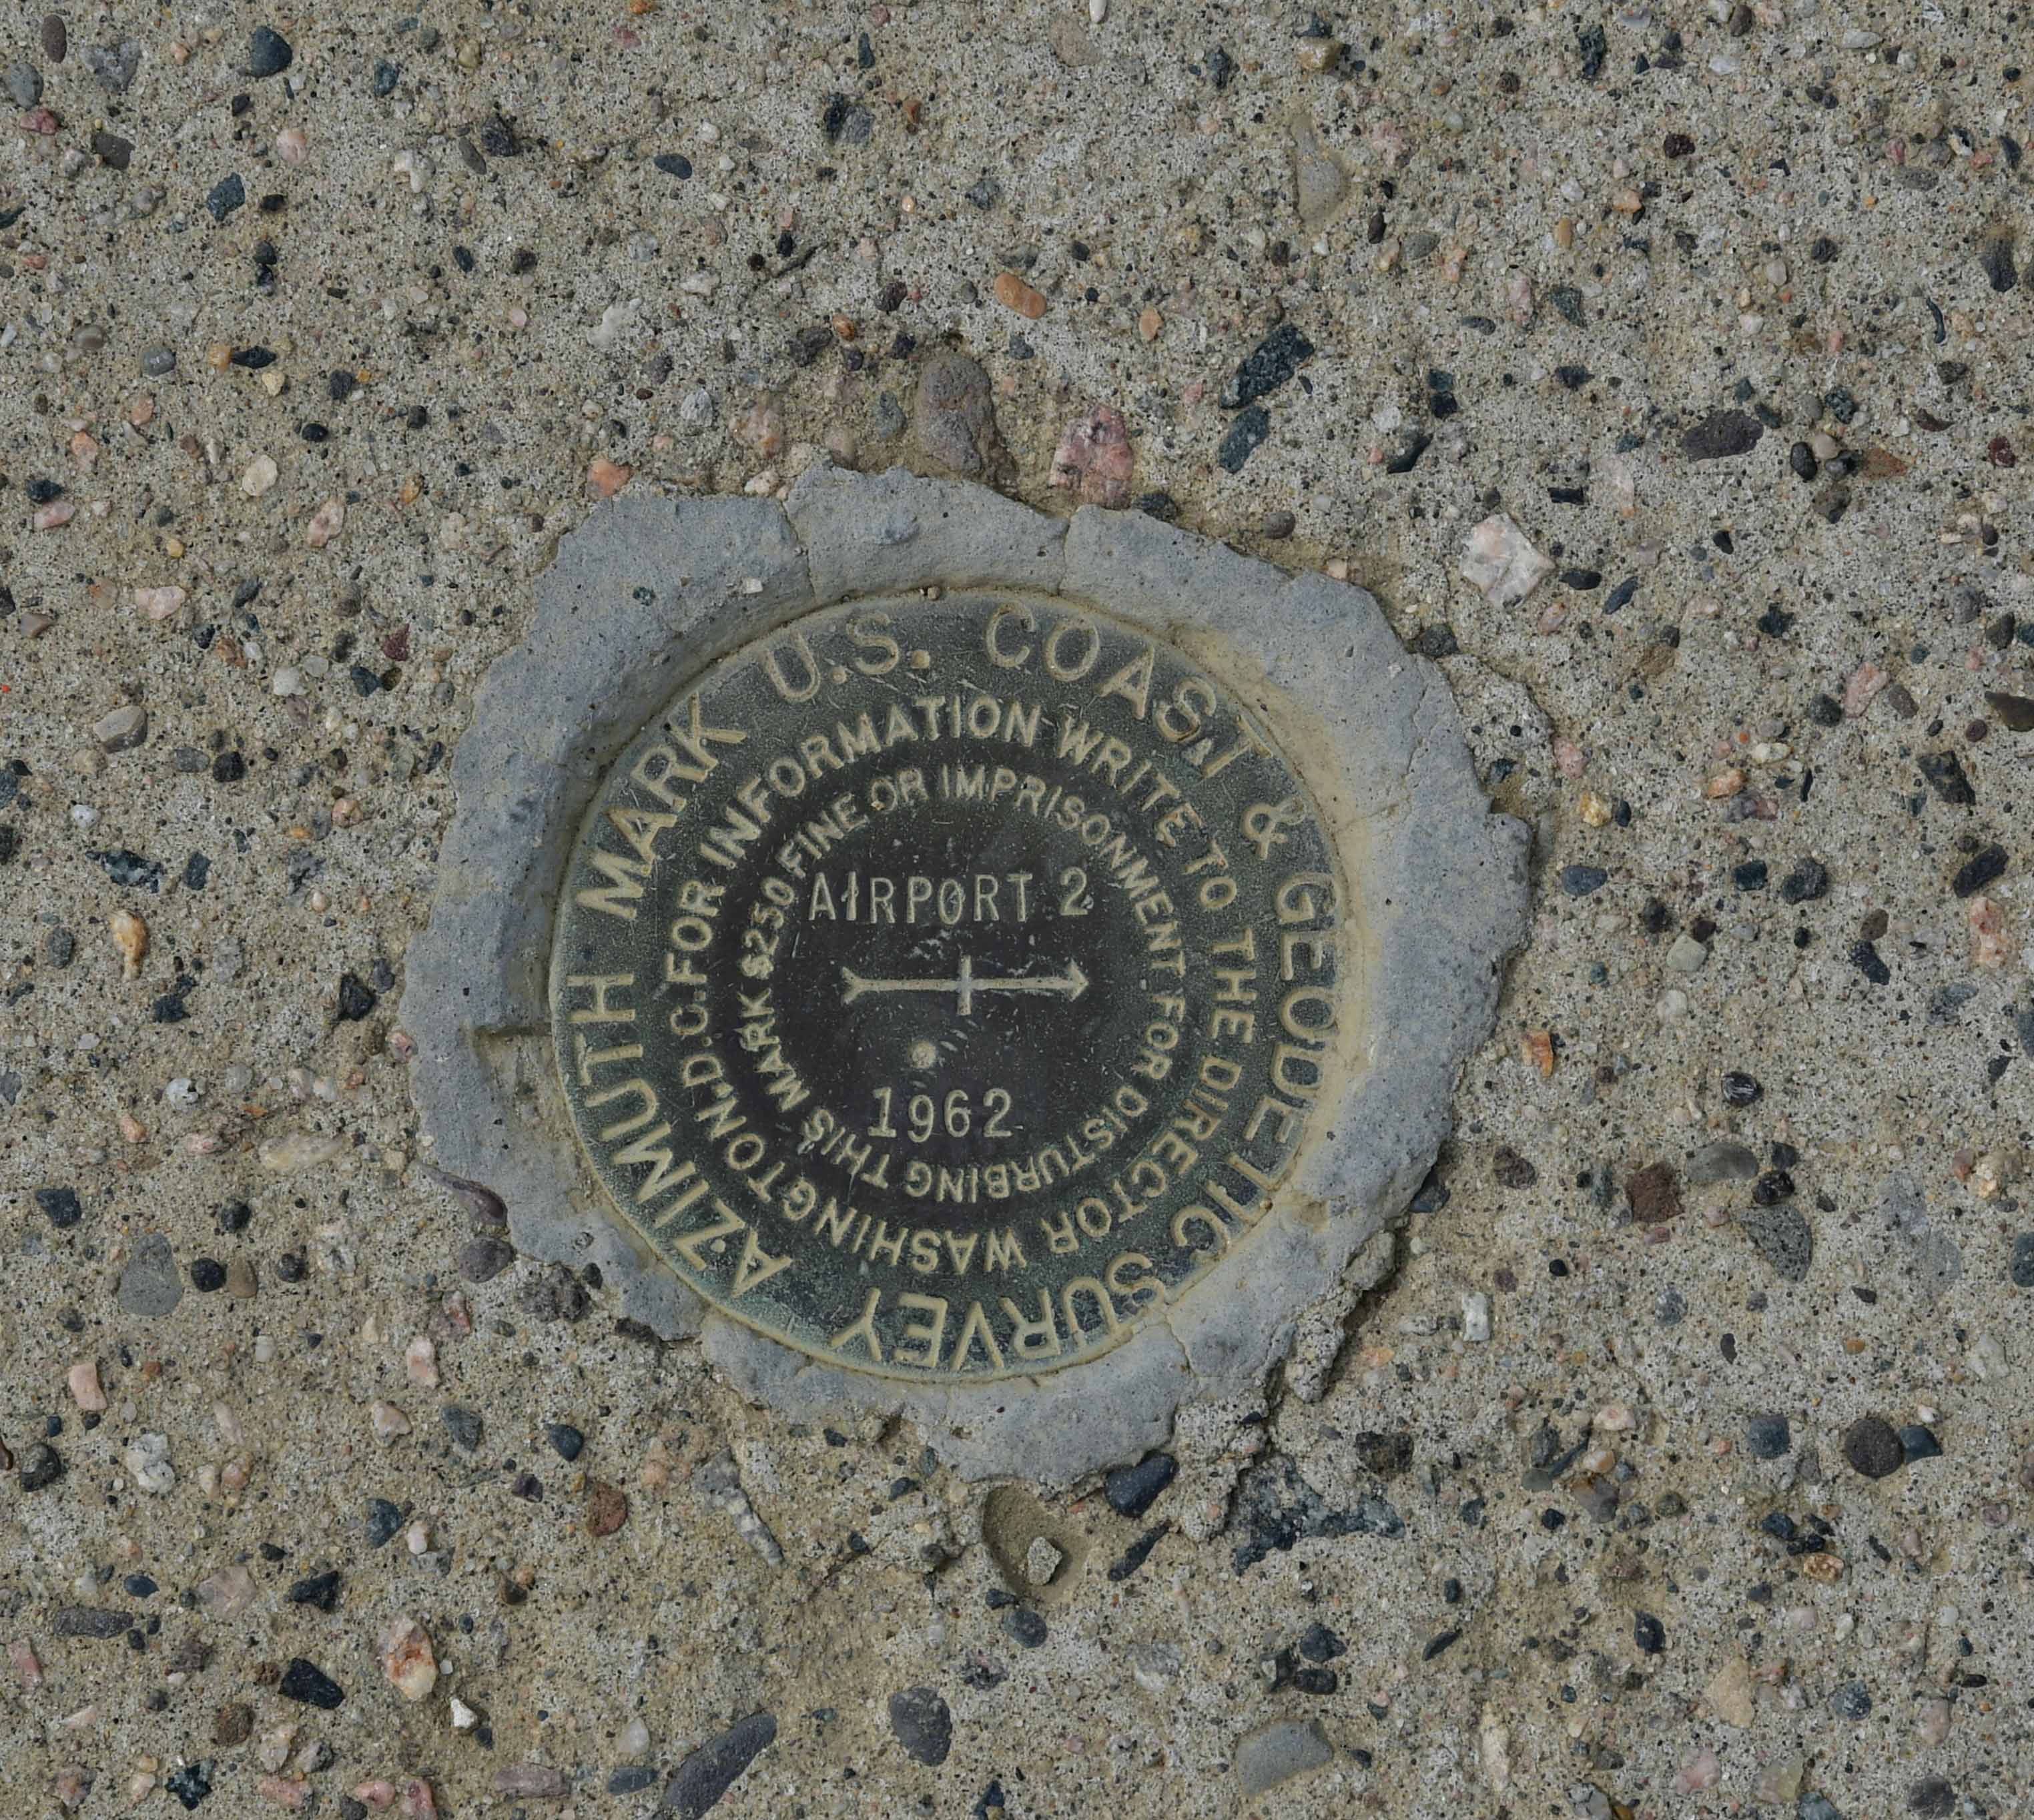 U.S. COAST & GEODETIC SURVEY AZIMUTH MARK
FOR INFORMATION WRITE TO THE DIRECTOR WASHINGTON, D.C.
$250 FINE OR IMPRISONMENT FOR DISTURBING THIS MARK
AIRPORT 2
1962